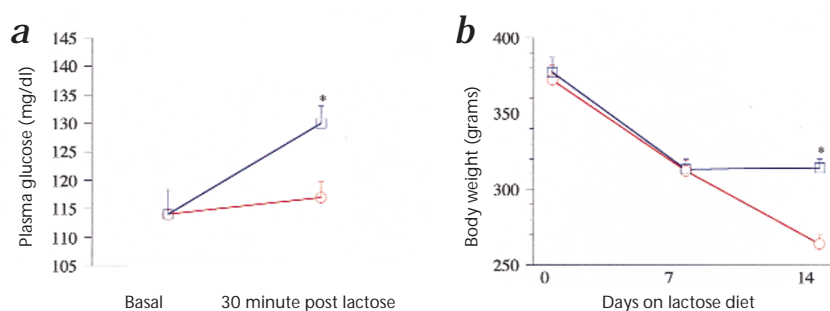 a
Plasma glucose (mg/dl)
145
140
135
130
125
120
115
110
105
*
Basal 30 minute post lactose
b
Body weight (grams)
400
350
300
250
*
0 7 14
Days on lactose diet